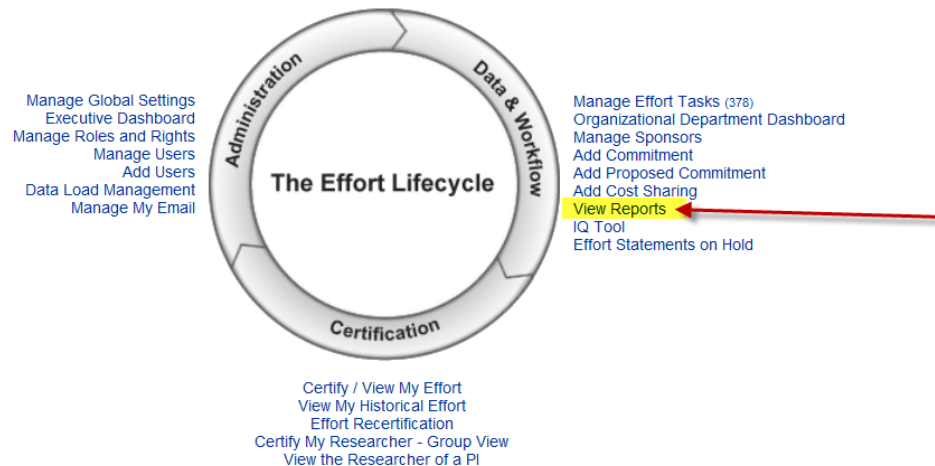 Administration
Data & Workflow
Certification
The Effort Lifecycle
Manage Global Settings
Executive Dashboard
Manage Roles and Rights
Manage Users
Add Users
Data Load Management
Manage My Email
Manage Effort Tasks (378)
Organizational Department Dashboard
Manage Sponsors
Add Commitment
Add Proposed Commitment
Add Cost Sharing
View Reports
IQ Tool
Effort Statements on Hold
Certify / View My Effort
View My Historical Effort
Effort Recertification
Certify My Researcher - Group View
View the Researcher of a PI